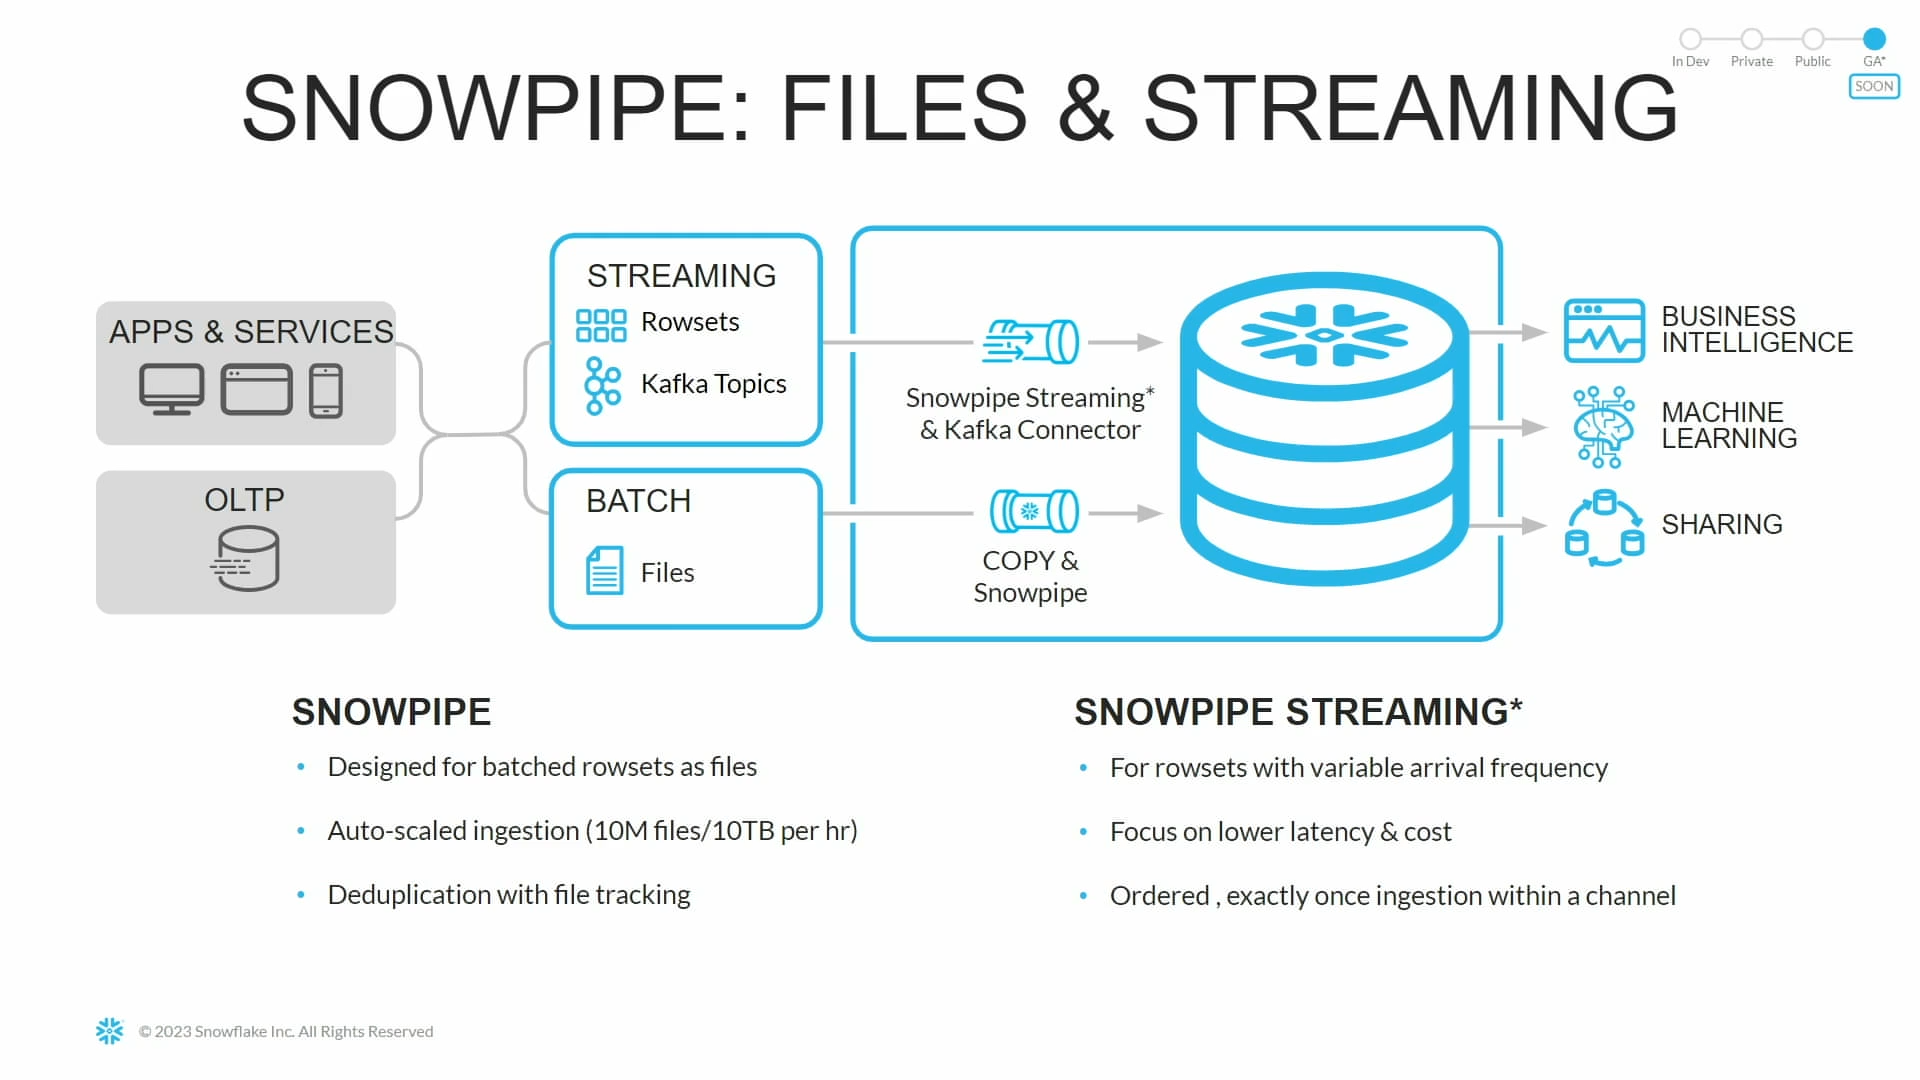 In Dev
Private
Public
GA*
SOON
SNOWPIPE: FILES & STREAMING
APPS & SERVICES
OLTP
STREAMING
Rowsets
Kafka Topics
BATCH
Files
Snowpipe Streaming*
& Kafka Connector
COPY &
Snowpipe
BUSINESS
INTELLIGENCE
MACHINE
LEARNING
SHARING
SNOWPIPE
• Designed for batched rowsets as files
• Auto-scaled ingestion (10M files/10TB per hr)
• Deduplication with file tracking
SNOWPIPE STREAMING*
• For rowsets with variable arrival frequency
• Focus on lower latency & cost
• Ordered , exactly once ingestion within a channel
© 2023 Snowflake Inc. All Rights Reserved